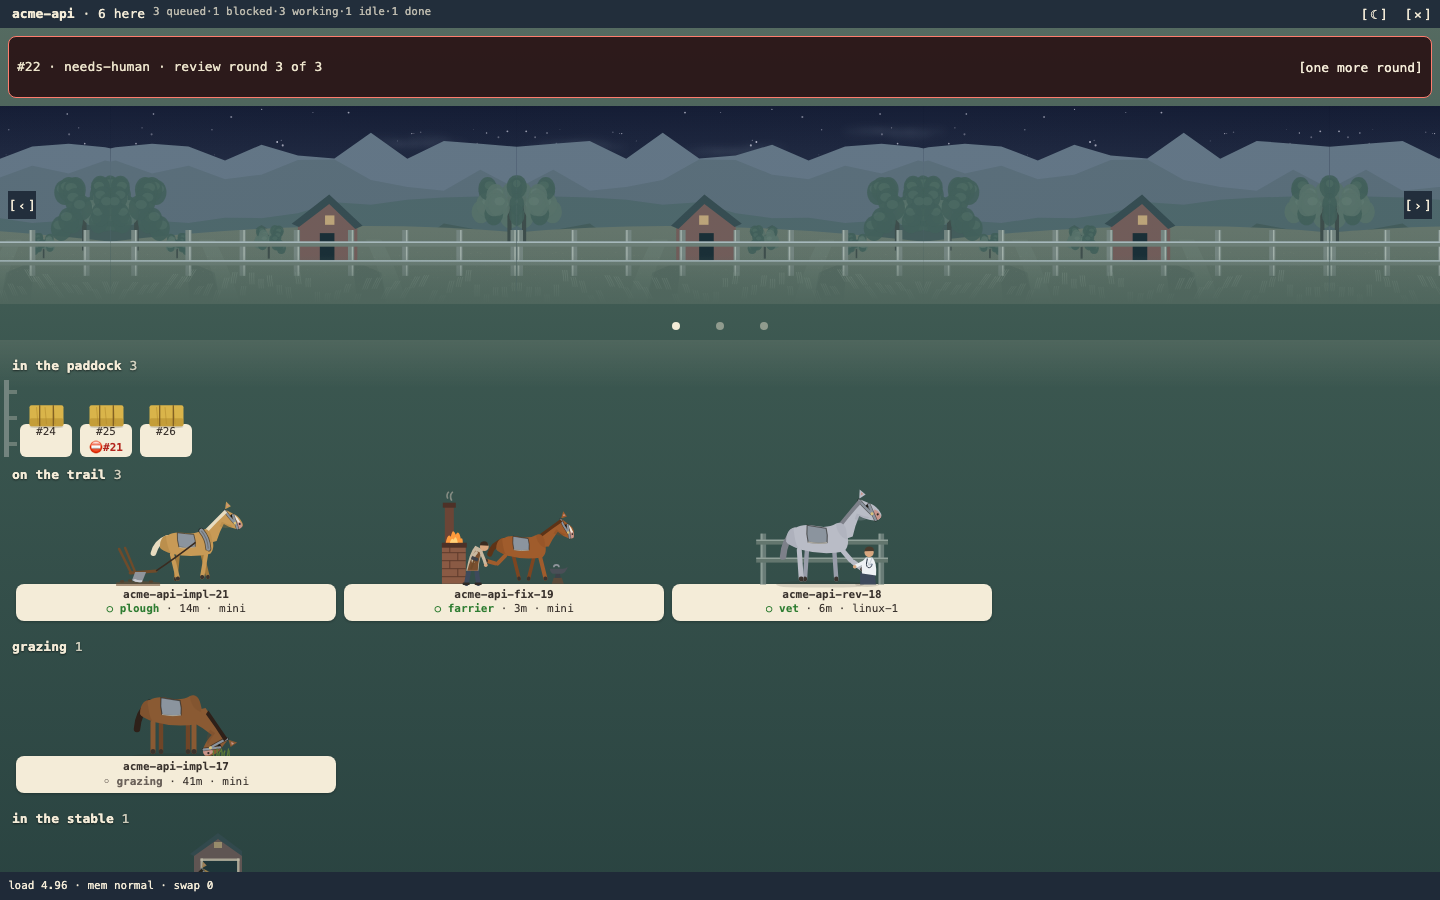 acme-api · 6 here 3 queued·1 blocked·3 working·1 idle·1 done [☾] [×]
#22 · needs-human · review round 3 of 3 [one more round]
[‹] [›]
in the paddock 3
#24 #25 #26
⛔#21
on the trail 3
acme-api-impl-21 acme-api-fix-19 acme-api-rev-18
○ plough · 14m · mini ○ farrier · 3m · mini ○ vet · 6m · linux-1
grazing 1
acme-api-impl-17
◦ grazing · 41m · mini
in the stable 1
load 4.96 · mem normal · swap 0